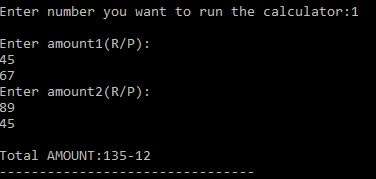 Enter number you want to run the calculator:1
Enter amount1(R/P):
45
67
Enter amount2(R/P):
89
45
Total AMOUNT:135-12
--------------------------------